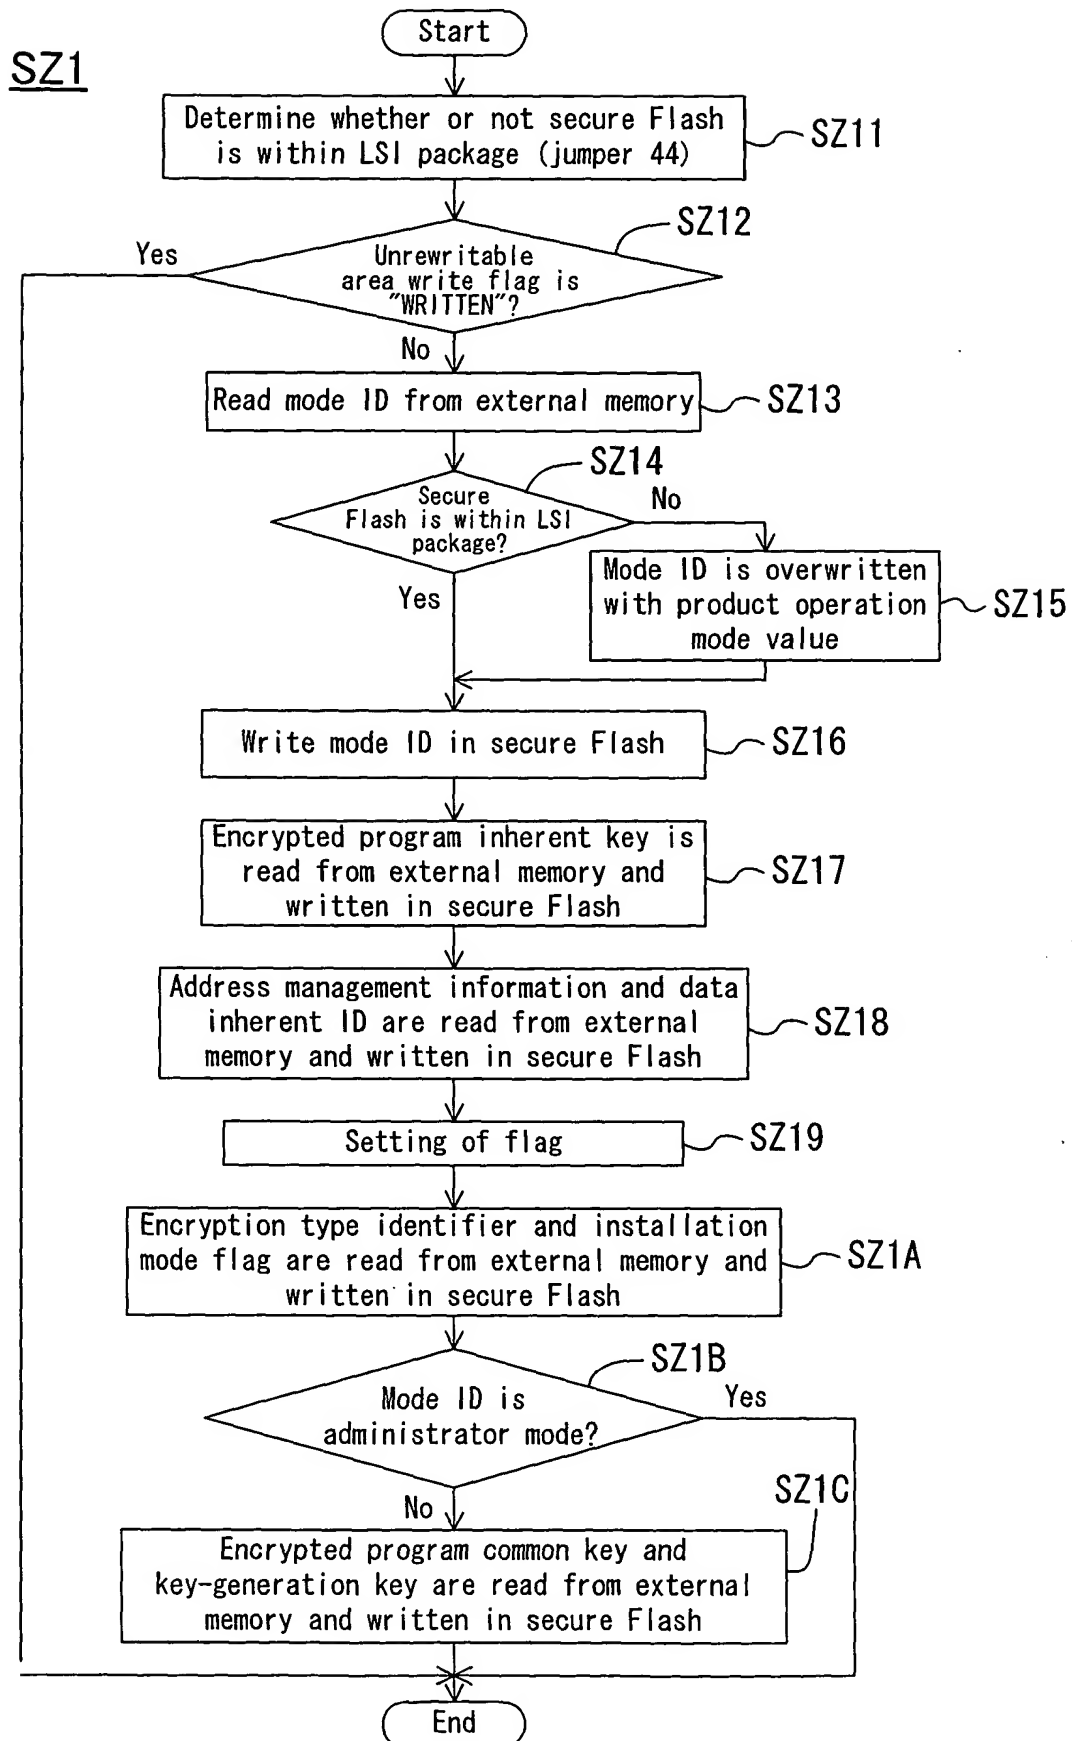 Start
SZ1
Determine whether or not secure Flash
is within LSI package (jumper 44)
SZ11
SZ12
Yes
Unrewritable
area write flag is
"WRITTEN"?
No
Read mode ID from external memory
SZ13
SZ14
Secure
Flash is within LSI
package?
No
Yes
Mode ID is overwritten
with product operation
mode value
SZ15
Write mode ID in secure Flash
SZ16
Encrypted program inherent key is
read from external memory and
written in secure Flash
SZ17
Address management information and data
inherent ID are read from external
memory and written in secure Flash
SZ18
Setting of flag
SZ19
Encryption type identifier and installation
mode flag are read from external memory and
written in secure Flash
SZ1A
SZ1B
Mode ID is
administrator mode?
Yes
No
SZ1C
Encrypted program common key and
key-generation key are read from external
memory and written in secure Flash
End